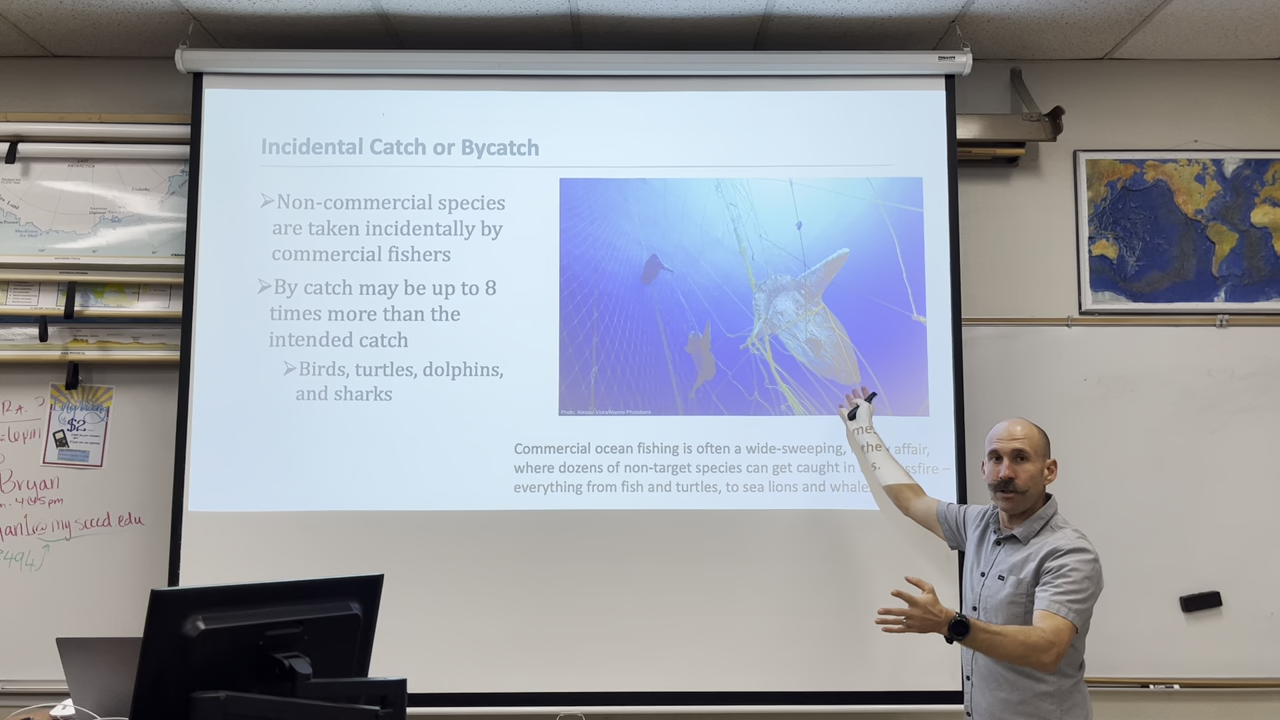 Incidental Catch or Bycatch
➢Non-commercial species
are taken incidentally by
commercial fishers
➢By catch may be up to 8
times more than the
intended catch
➢Birds, turtles, dolphins,
and sharks
Commercial ocean fishing is often a wide-sweeping, affair,
where dozens of non-target species can get caught in –
everything from fish and turtles, to sea lions and whale
$2
Bryan